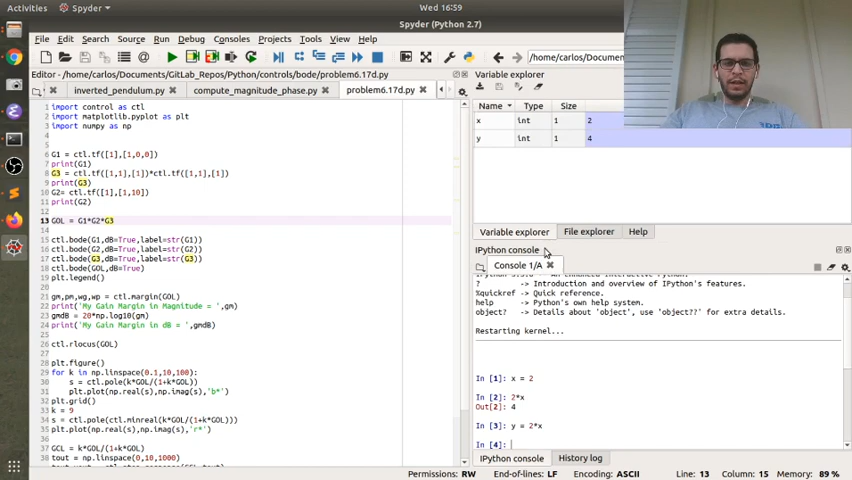 Activities Spyder Wed 16:59
Spyder (Python 2.7)
File Edit Search Source Run Debug Consoles Projects Tools View Help
/home/carlos/Documen
Editor - /home/carlos/Documents/GitLab_Repos/Python/controls/bode/problem6.17d.py
inverted_pendulum.py compute_magnitude_phase.py problem6.17d.py
1 import control as ctl
2 import matplotlib.pyplot as plt
3 import numpy as np
4
5
6 G1 = ctl.tf([1],[1,0,0])
7 print(G1)
8 G3 = ctl.tf([1,1],[1])*ctl.tf([1,1],[1])
9 print(G3)
10 G2= ctl.tf([1],[1,10])
11 print(G2)
12
13 GOL = G1*G2*G3
14
15 ctl.bode(G1,dB=True,label=str(G1))
16 ctl.bode(G2,dB=True,label=str(G2))
17 ctl.bode(G3,dB=True,label=str(G3))
18 ctl.bode(GOL,dB=True)
19 plt.legend()
20
21 gm,pm,wg,wp = ctl.margin(GOL)
22 print('My Gain Margin in Magnitude = ',gm)
23 gmdB = 20*np.log10(gm)
24 print('My Gain Margin in dB = ',gmdB)
25
26 ctl.rlocus(GOL)
27
28 plt.figure()
29 for k in np.linspace(0.1,10,100):
30 s = ctl.pole(k*GOL/(1+k*GOL))
31 plt.plot(np.real(s),np.imag(s),'b*')
32
33 k = 9
34 s = ctl.pole(ctl.minreal(k*GOL/(1+k*GOL)))
35 plt.plot(np.real(s),np.imag(s),'r*')
36
37 GCL = k*GOL/(1+k*GOL)
38 tout = np.linspace(0,10,1000)
Variable explorer
Name Type Size
x int 1 2
y int 1 4
Variable explorer File explorer Help
IPython console
Console 1/A
? -> Introduction and overview of IPython's features.
%quickref -> Quick reference.
help -> Python's own help system.
object? -> Details about 'object', use 'object??' for extra details.
Restarting kernel...
In [1]: x = 2
In [2]: 2*x
Out[2]: 4
In [3]: y = 2*x
In [4]:
IPython console History log
Permissions: RW End-of-lines: LF Encoding: ASCII Line: 13 Column: 15 Memory: 89 %